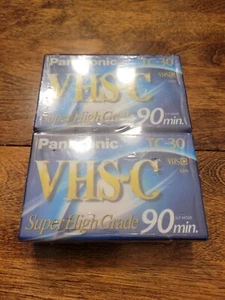 Panasonic TC-30
VHS-C
Super High Grade 90 min.
Panasonic TC-30
VHS-C
Super High Grade 90 min.